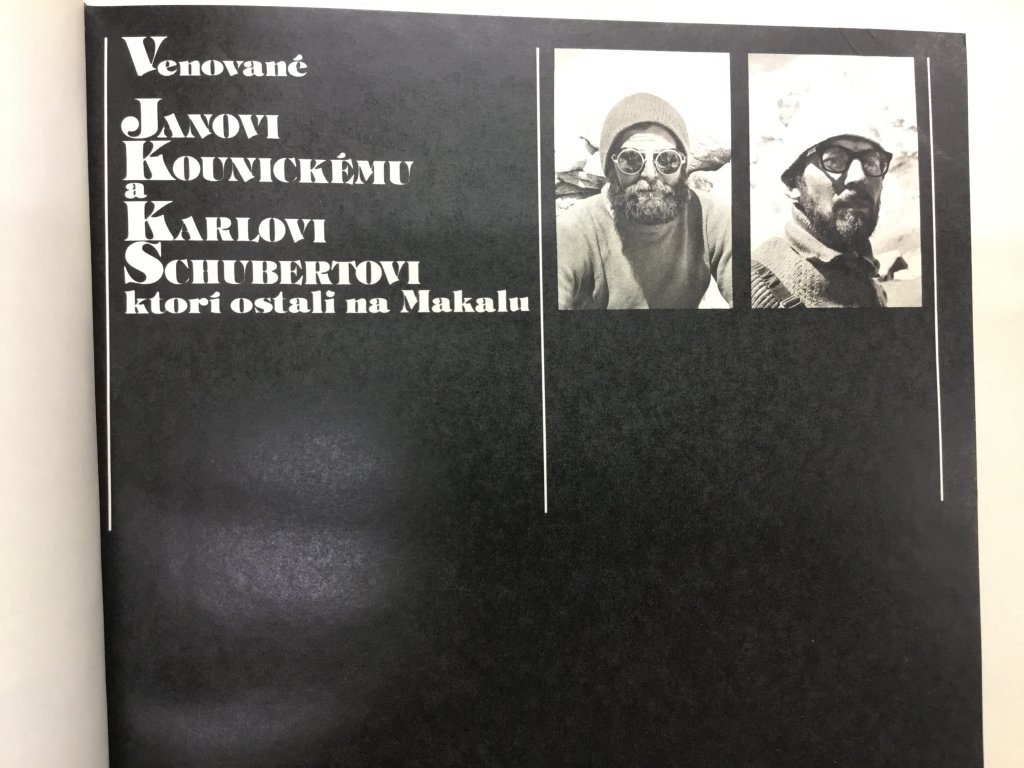 Venované
JANOVI
KOUNICKÉMU
a
KARLOVI
SCHUBERTOVI
ktorí ostali na Makalu